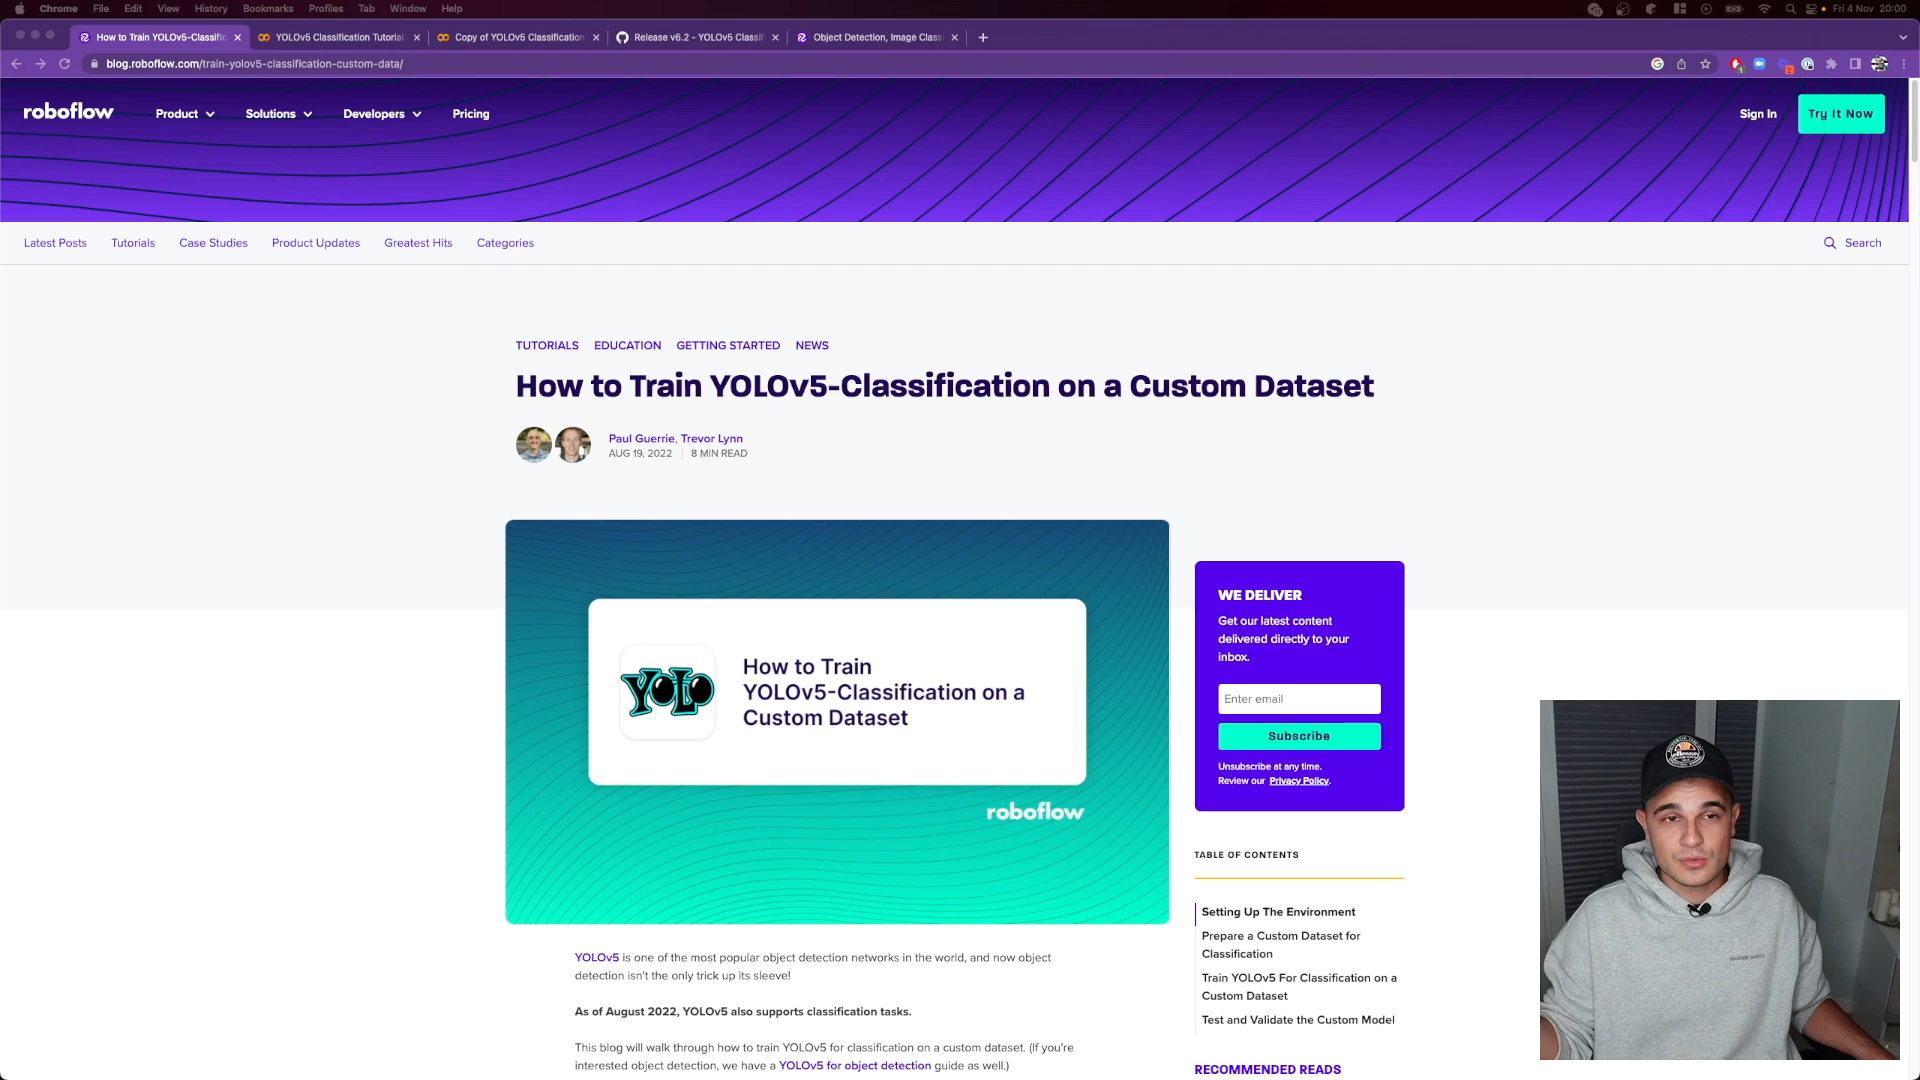 Chrome File Edit View History Bookmarks Profiles Tab Window Help
Fri 4 Nov 20:00
How to Train YOLOv5-Classific
YOLOv5 Classification Tutorial
Copy of YOLOv5 Classification
Release v6.2 - YOLOv5 Classif
Object Detection, Image Class
blog.roboflow.com/train-yolov5-classification-custom-data/
roboflow
Product
Solutions
Developers
Pricing
Sign In
Try It Now
Latest Posts
Tutorials
Case Studies
Product Updates
Greatest Hits
Categories
Search
TUTORIALS EDUCATION GETTING STARTED NEWS
How to Train YOLOv5-Classification on a Custom Dataset
Paul Guerrie, Trevor Lynn
AUG 19, 2022 8 MIN READ
YOLO
How to Train
YOLOv5-Classification on a
Custom Dataset
roboflow
WE DELIVER
Get our latest content
delivered directly to your
inbox.
Enter email
Subscribe
Unsubscribe at any time.
Review our Privacy Policy.
TABLE OF CONTENTS
Setting Up The Environment
Prepare a Custom Dataset for
Classification
Train YOLOv5 For Classification on a
Custom Dataset
Test and Validate the Custom Model
RECOMMENDED READS
YOLOv5 is one of the most popular object detection networks in the world, and now object
detection isn't the only trick up its sleeve!
As of August 2022, YOLOv5 also supports classification tasks.
This blog will walk through how to train YOLOv5 for classification on a custom dataset. (If you're
interested object detection, we have a YOLOv5 for object detection guide as well.)
ellesse